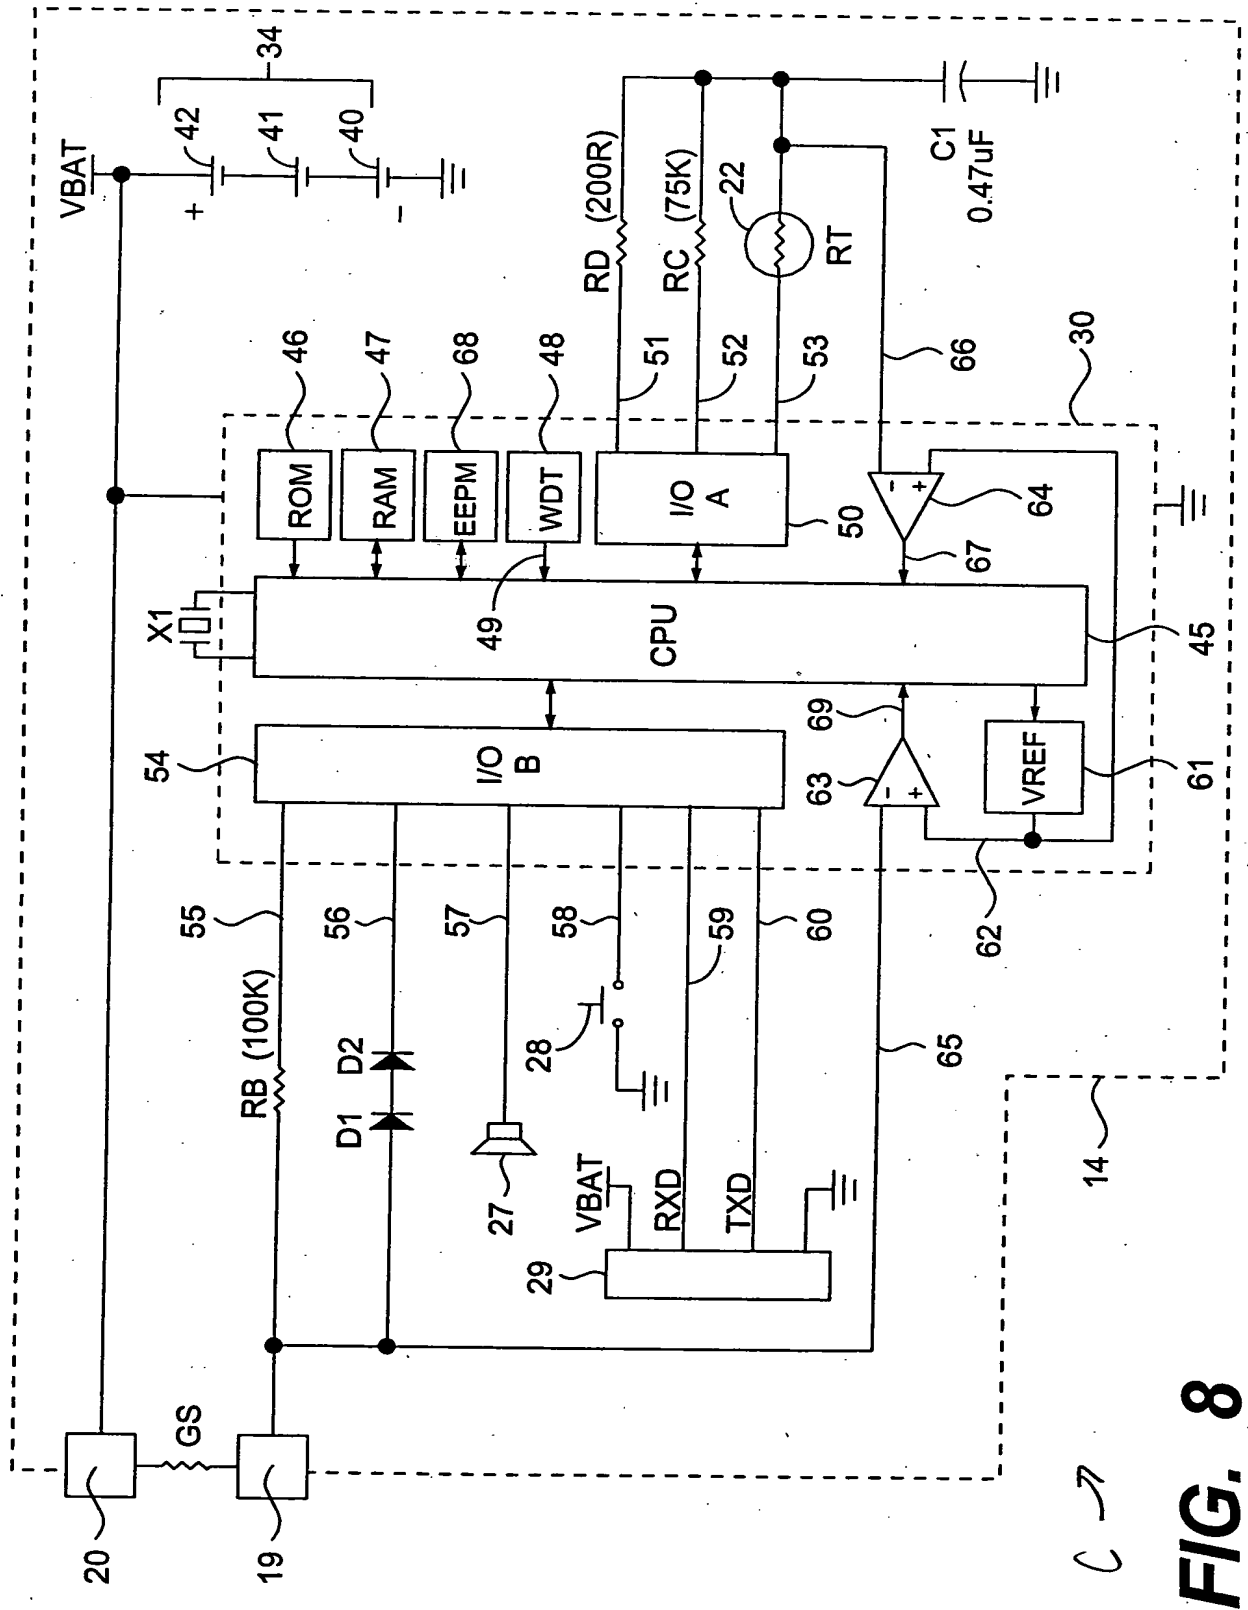 20
19
GS
RB (100K)
55
D1
D2
56
27
57
28
58
29
VBAT
RXD
TXD
59
60
65
54
I/O
B
63
-
+
69
62
VREF
61
X1
CPU
45
49
ROM
46
RAM
47
EEPM
68
WDT
48
I/O
A
50
-
+
64
67
30
51
52
53
66
RD (200R)
RC (75K)
22
RT
C1
0.47uF
VBAT
+
42
41
40
-
34
14
C
FIG. 8